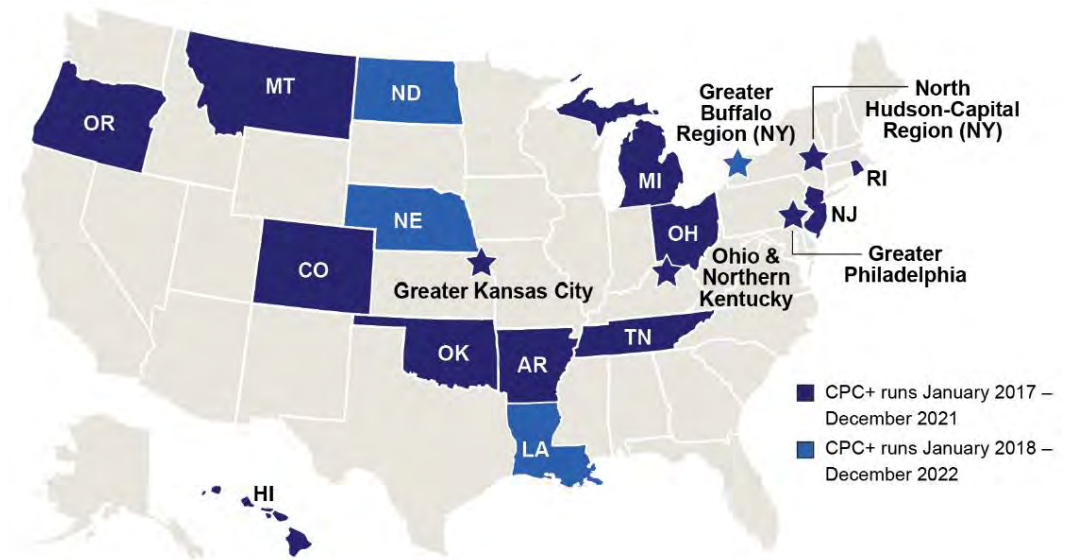 MT
ND
OR
Greater
Buffalo
Region (NY)
North
Hudson-Capital
Region (NY)
MI
RI
NE
NJ
OH
CO
Greater Kansas City
Ohio &
Northern
Kentucky
Greater
Philadelphia
TN
OK
AR
LA
HI
CPC+ runs January 2017 –
December 2021
CPC+ runs January 2018 –
December 2022